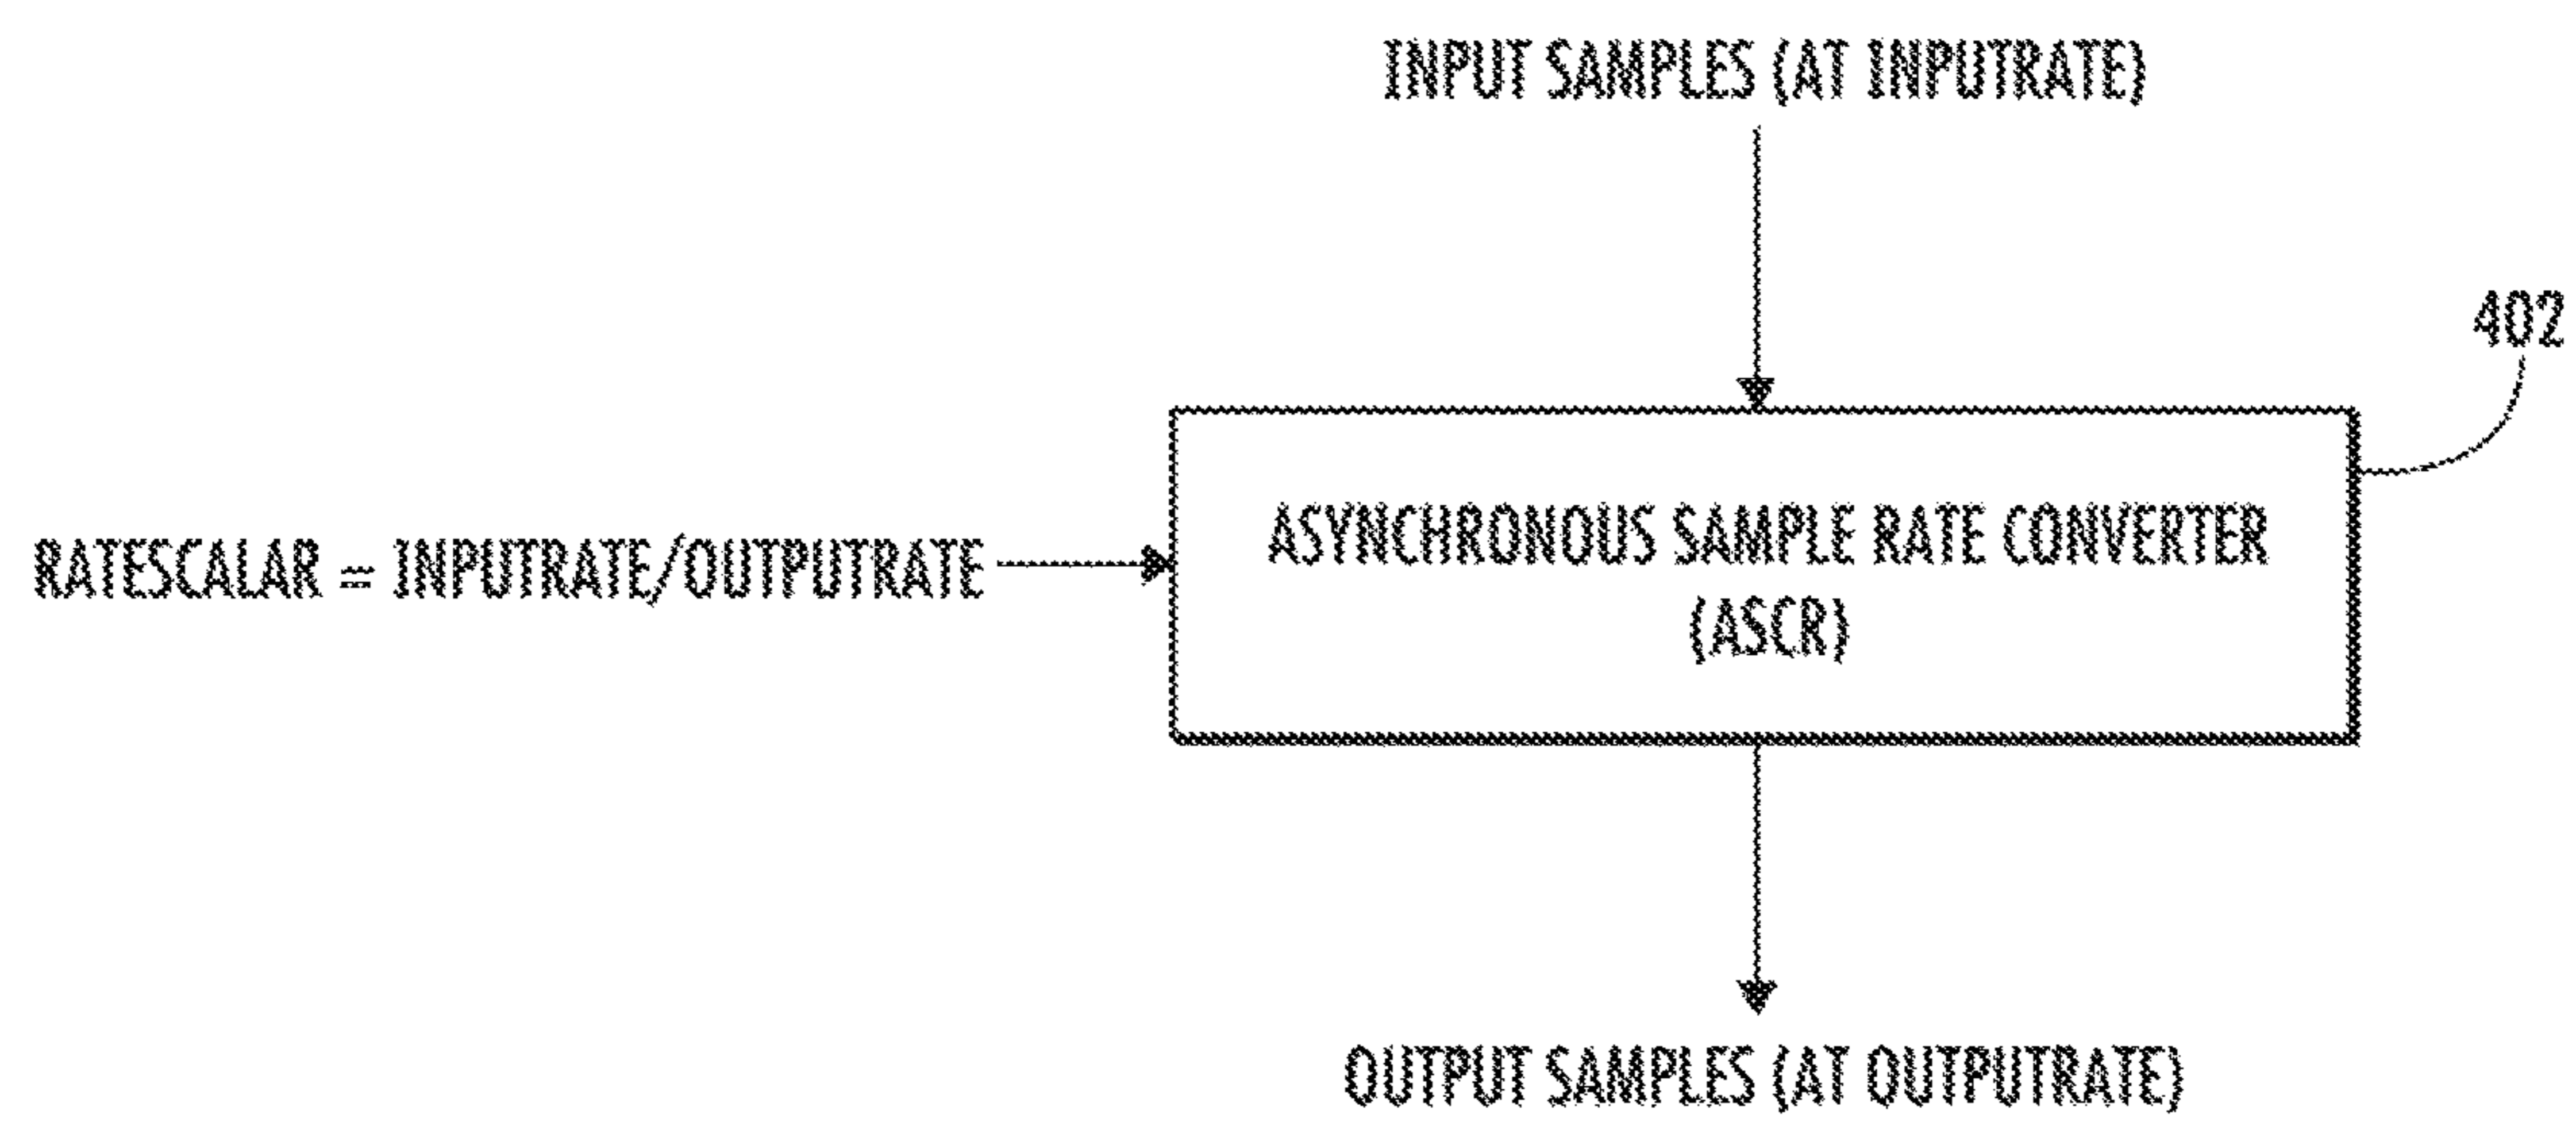 INPUT SAMPLES (AT INPUTRATE)
402
RATESCALAR = INPUTRATE/OUTPUTRATE
ASYNCHRONOUS SAMPLE RATE CONVERTER
(ASCR)
OUTPUT SAMPLES (AT OUTPUTRATE)